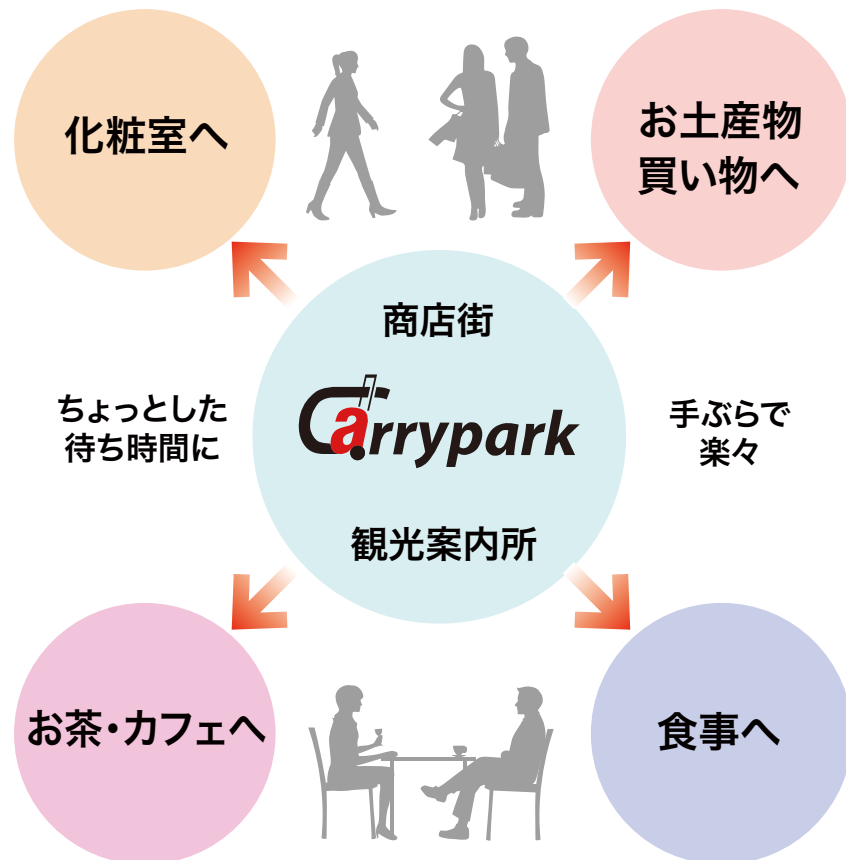 化粧室へ
お土産物
買い物へ
商店街
ちょっとした
待ち時間に
Carrypark
手ぶらで
楽々
観光案内所
お茶・カフェへ
食事へ